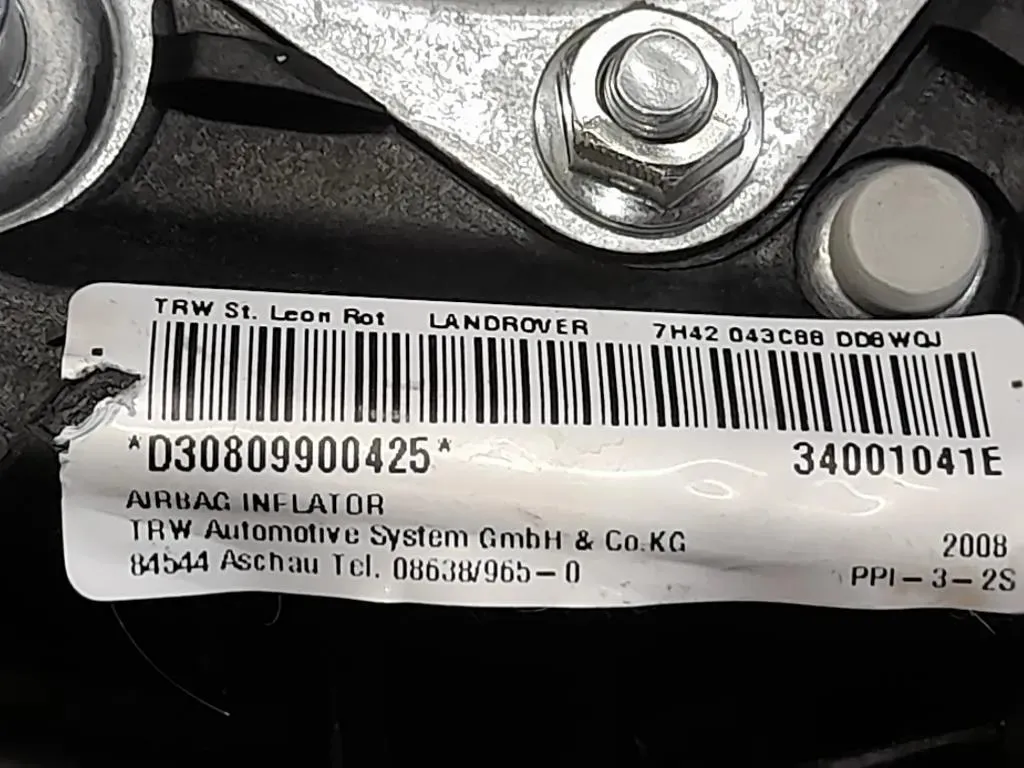 TRW St. Leon Rot LANDROVER 7H42 043C88 DD8WQJ
*D30809900425* 34001041E
AIRBAG INFLATOR
TRW Automotive System GmbH & Co.KG 2008
84544 Aschau Tel. 08638/965-0 PPI-3-2S